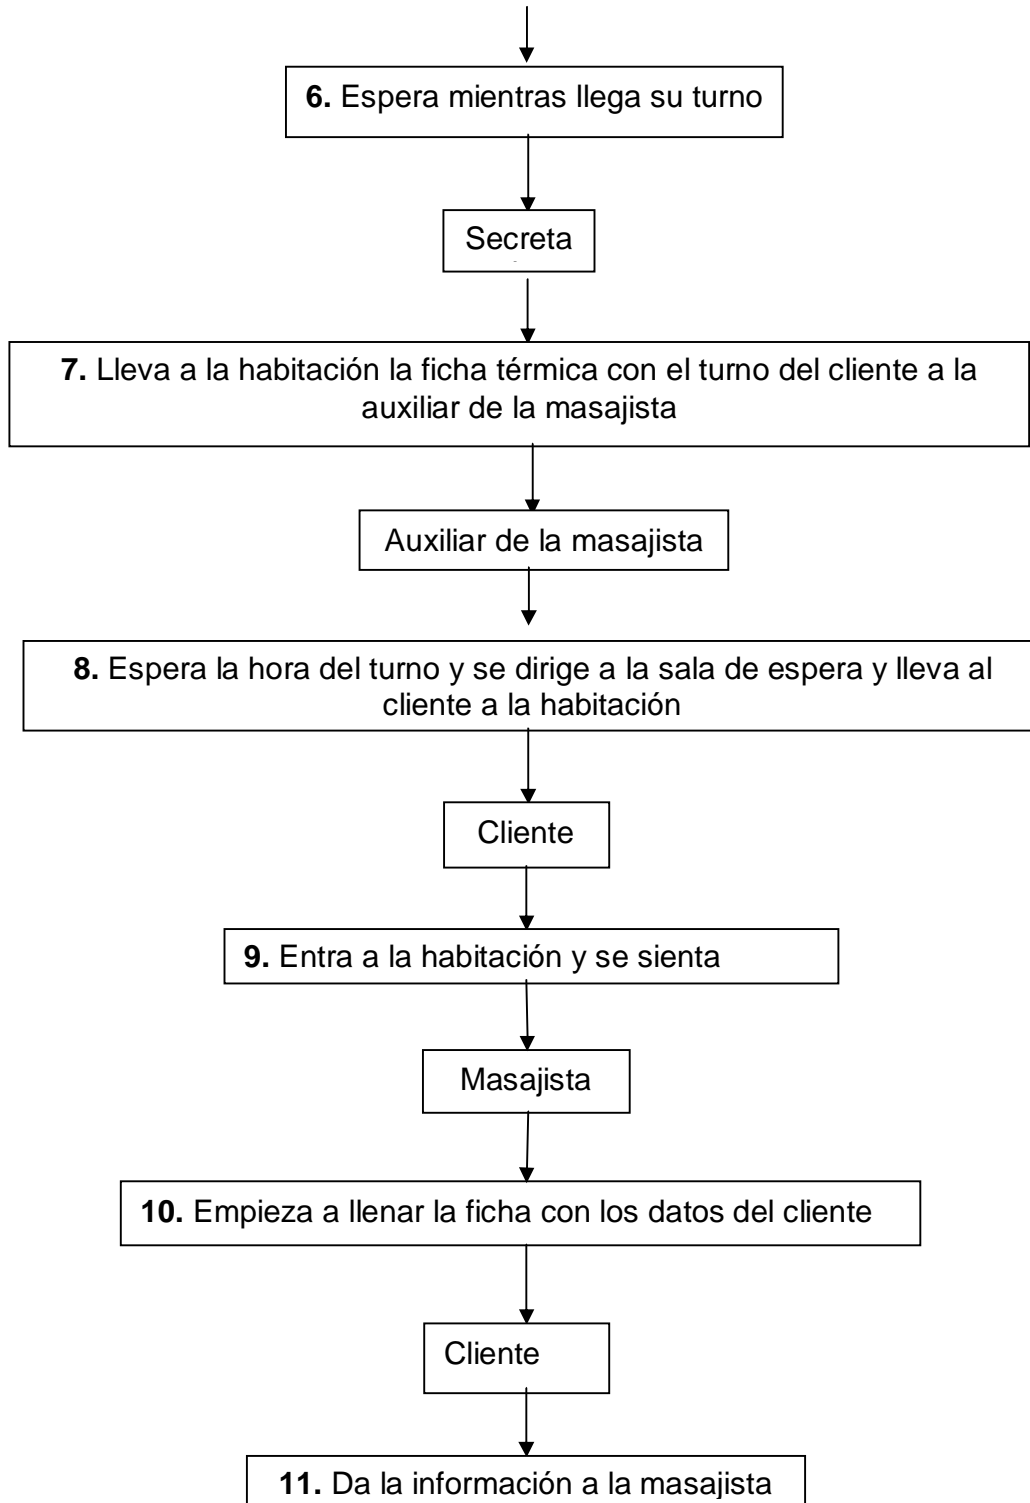 6. Espera mientras llega su turno
Secreta
7. Lleva a la habitación la ficha térmica con el turno del cliente a la
auxiliar de la masajista
Auxiliar de la masajista
8. Espera la hora del turno y se dirige a la sala de espera y lleva al
cliente a la habitación
Cliente
9. Entra a la habitación y se sienta
Masajista
10. Empieza a llenar la ficha con los datos del cliente
Cliente
11. Da la información a la masajista